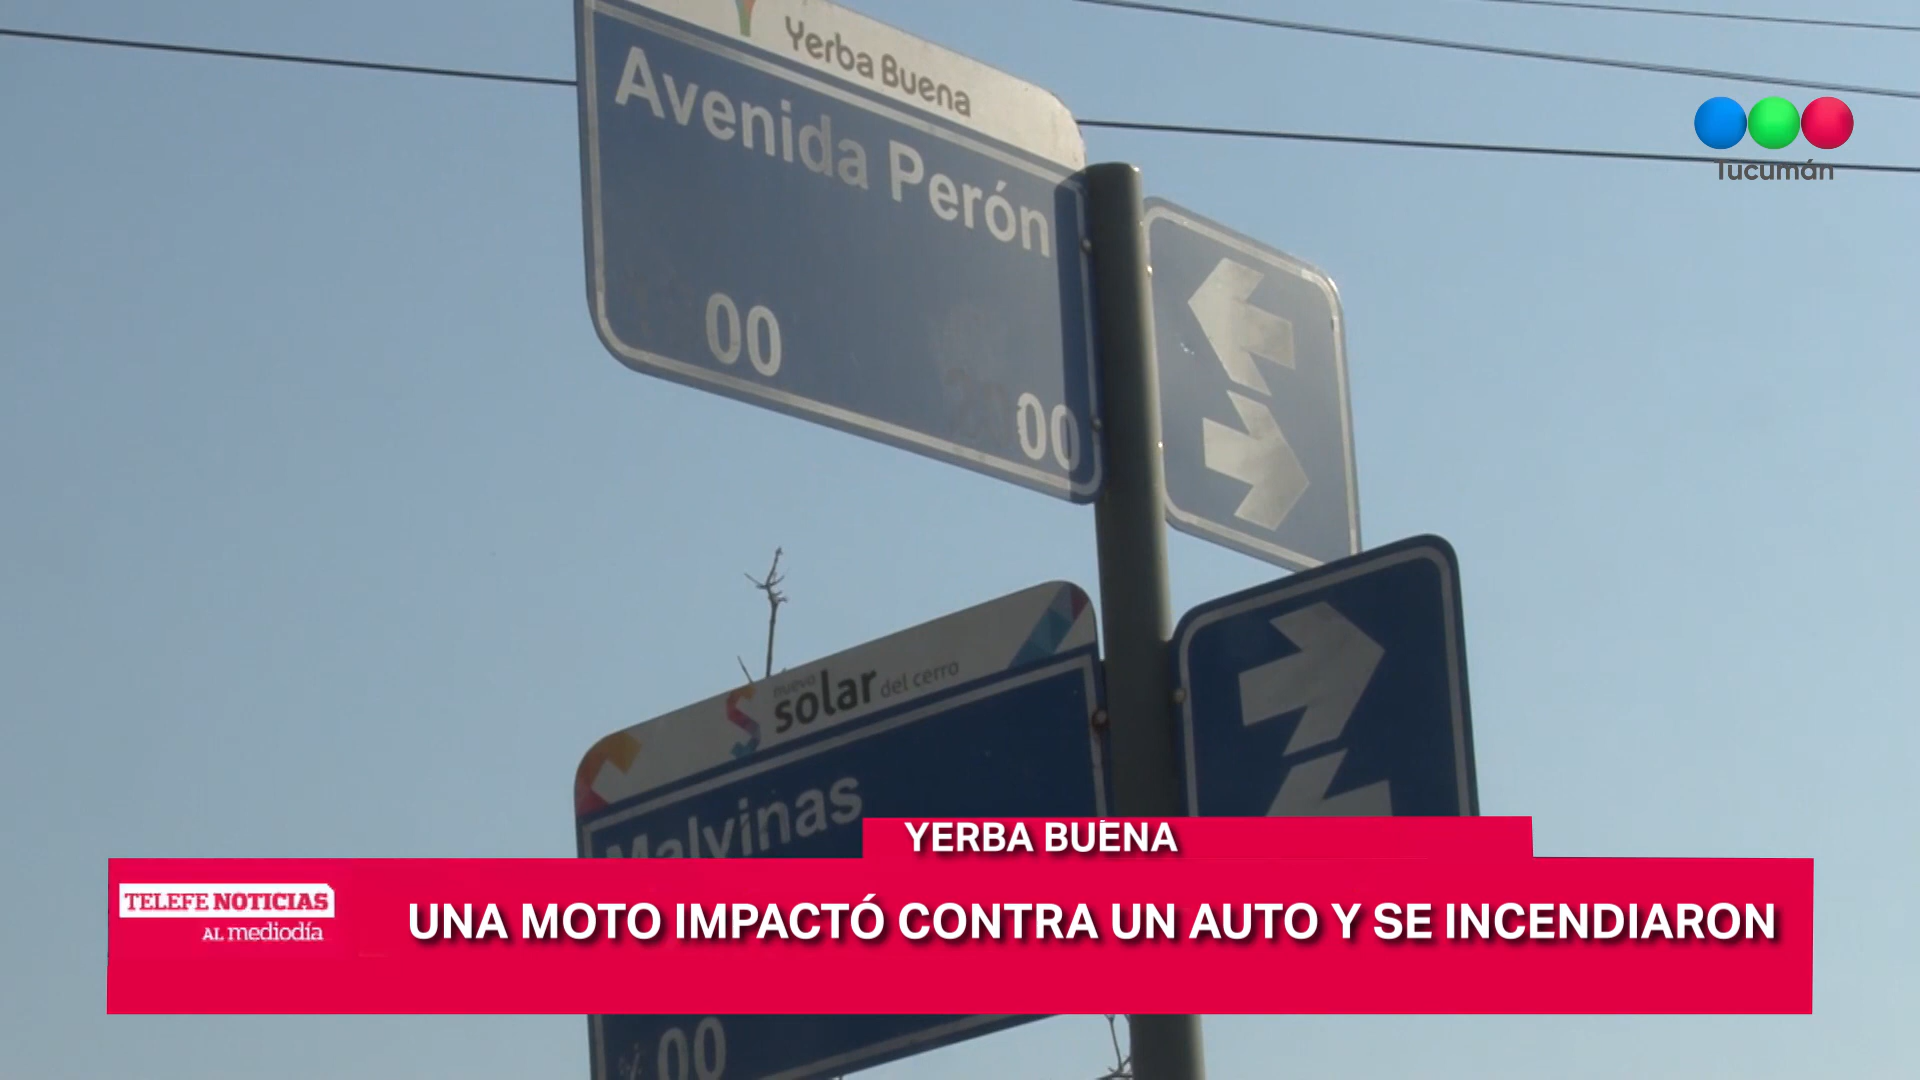 Yerba Buena
Avenida Perón
00
00
Tucumán
nuevo
solar del cerro
Malvinas
YERBA BUENA
TELEFE NOTICIAS
AL mediodía
UNA MOTO IMPACTÓ CONTRA UN AUTO Y SE INCENDIARON
00